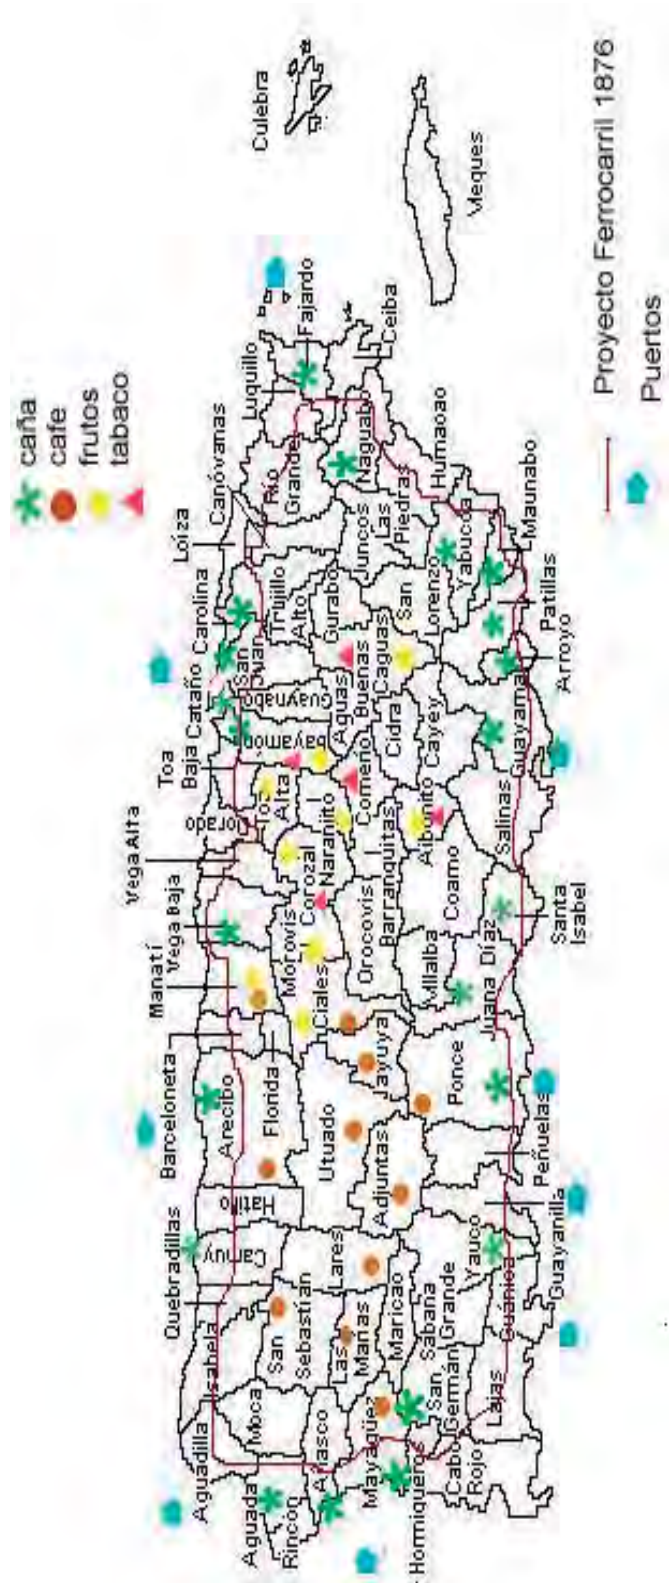 caña
cafe
frutos
tabaco
Proyecto Ferrocarril 1876
Puertos
Culebra
Vieques
Quebradillas
Barceloneta
Manatí
Vega Baja
Vega Alta
Toa
Baja
Cataño
Carolina
Loíza
Canóvanas
Luquillo
Fajardo
Ceiba
Aguadilla
Isabela
Camuy
Hatillo
Arecibo
Florida
Dorado
Toa
Alta
bayamon
Guaynabo
San
Juan
Trujillo
Alto
Río
Grande
Aguada
Rincón
Moca
Añasco
San
Sebastián
Lares
Utuado
Ciales
Morovis
Corozal
Naranjito
Comerío
Aguas
Buenas
Gurabo
Juncos
Las
Piedras
Naguabo
Humaoao
Mayagüez
Las
Marias
Maricao
Adjuntas
Jayuya
Orocovis
Barranquitas
Aibonito
Cidra
Cayey
Caguas
San
Lorenzo
Yabucoa
Maunabo
Hormiqueros
Cabo
Rojo
San
Germán
Sabana
Grande
Lajas
Guánica
Yauco
Guayanilla
Peñuelas
Ponce
Juana Díaz
Villalba
Coamo
Santa
Isabel
Salinas
Guayama
Arroyo
Patillas